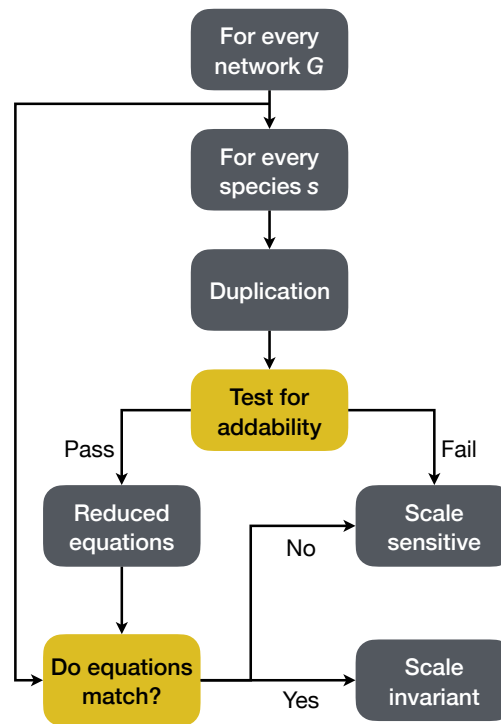 For every
network G
For every
species s
Duplication
Test for
addability
Pass
Fail
Reduced
equations
Scale
sensitive
No
Do equations
match?
Yes
Scale
invariant